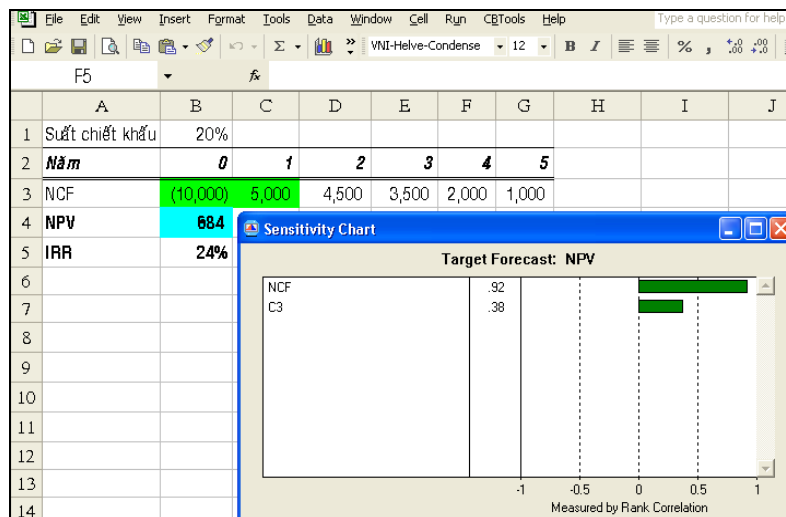 File Edit View Insert Format Tools Data Window Cell Run CBTools Help Type a question for help
VNI-Helve-Condense 12 B I % ,
F5 fx
A B C D E F G H I J
1 Suất chiết khấu 20%
2 Năm 0 1 2 3 4 5
3 NCF (10,000) 5,000 4,500 3,500 2,000 1,000
4 NPV 684
5 IRR 24%
6
7
8
9
10
11
12
13
14
Sensitivity Chart
Target Forecast: NPV
NCF .92
C3 .38
-1 -0.5 0 0.5 1
Measured by Rank Correlation